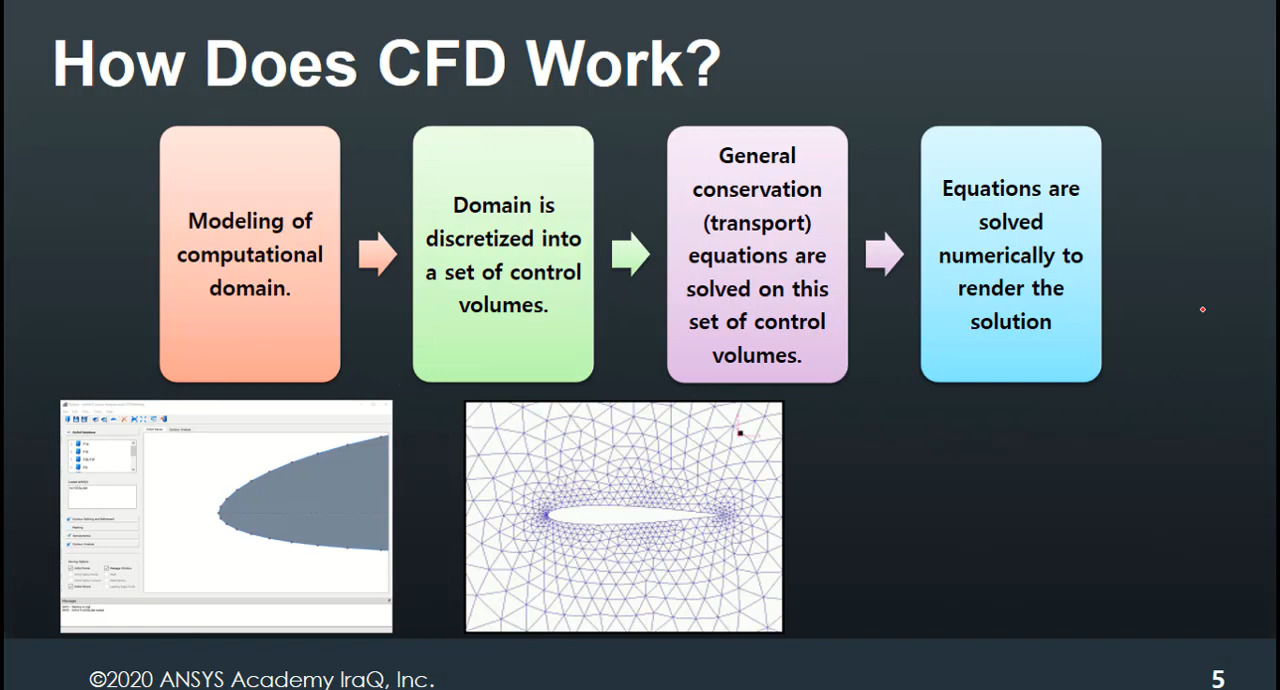 How Does CFD Work?
Modeling of
computational
domain.
Domain is
discretized into
a set of control
volumes.
General
conservation
(transport)
equations are
solved on this
set of control
volumes.
Equations are
solved
numerically to
render the
solution
©2020 ANSYS Academy IraQ, Inc.
5